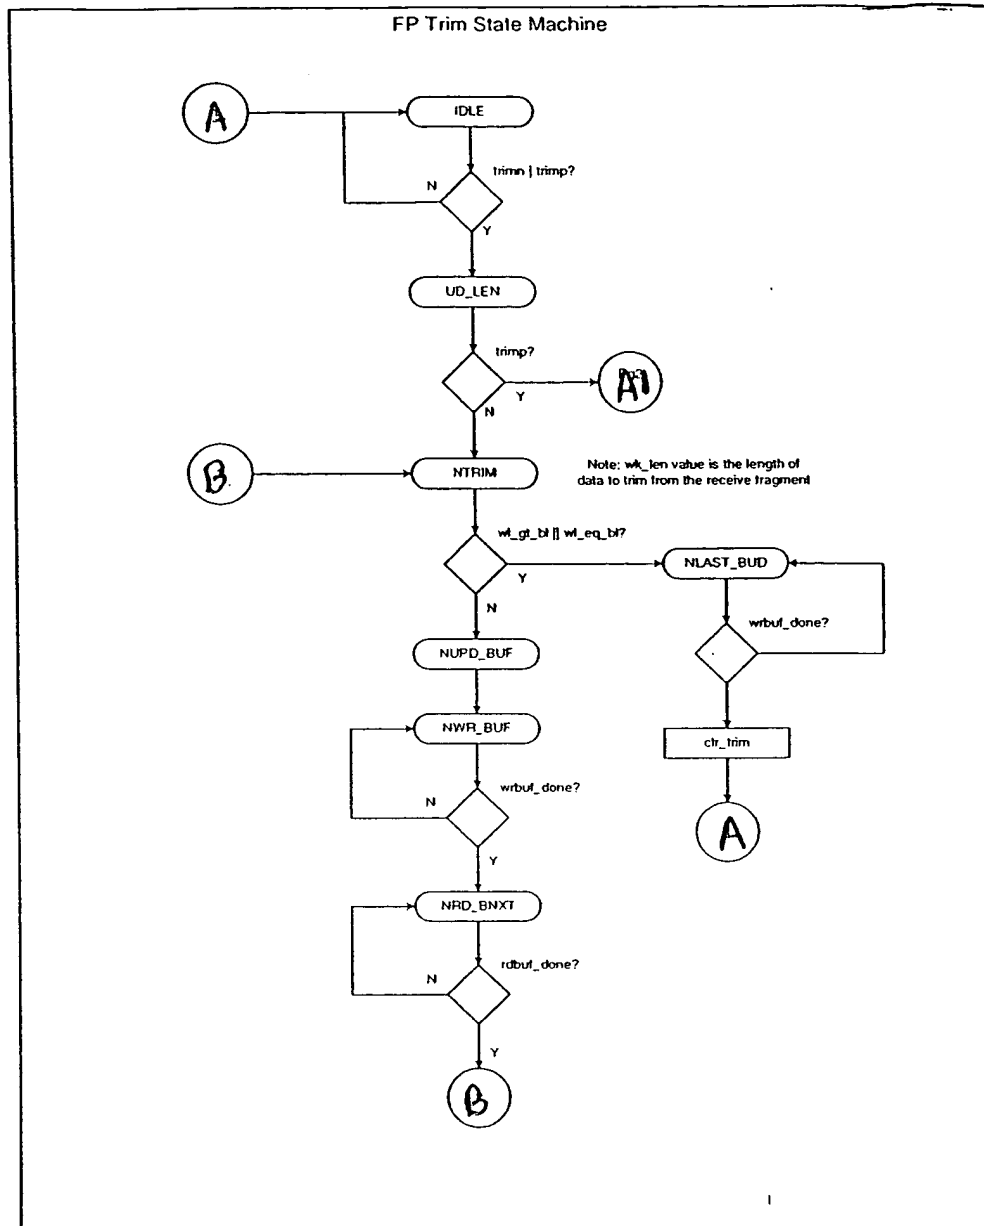 FP Trim State Machine
A
IDLE
trimn | trimp?
N
Y
UD_LEN
trimp?
A1
Y
N
B
NTRIM
Note: wk_len value is the length of
data to trim from the receive fragment
wl_gt_bl || wl_eq_bl?
Y
NLAST_BUD
N
wrbuf_done?
NUPD_BUF
NWR_BUF
clr_trim
wrbuf_done?
N
A
Y
NRD_BNXT
rdbuf_done?
N
Y
B